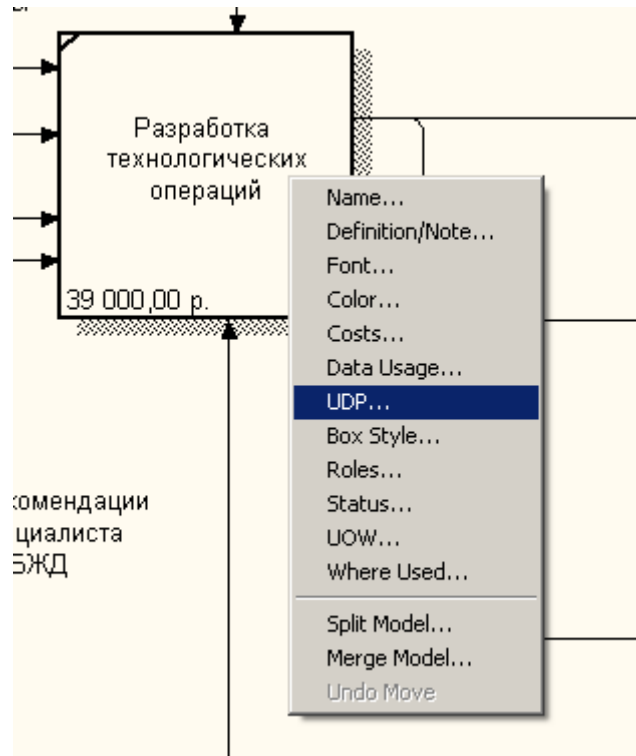 Разработка
технологических
операций
39 000,00 р.
Name...
Definition/Note...
Font...
Color...
Costs...
Data Usage...
UDP...
Box Style...
Roles...
Status...
UOW...
Where Used...
Split Model...
Merge Model...
Undo Move
комендации
циалиста
БЖД